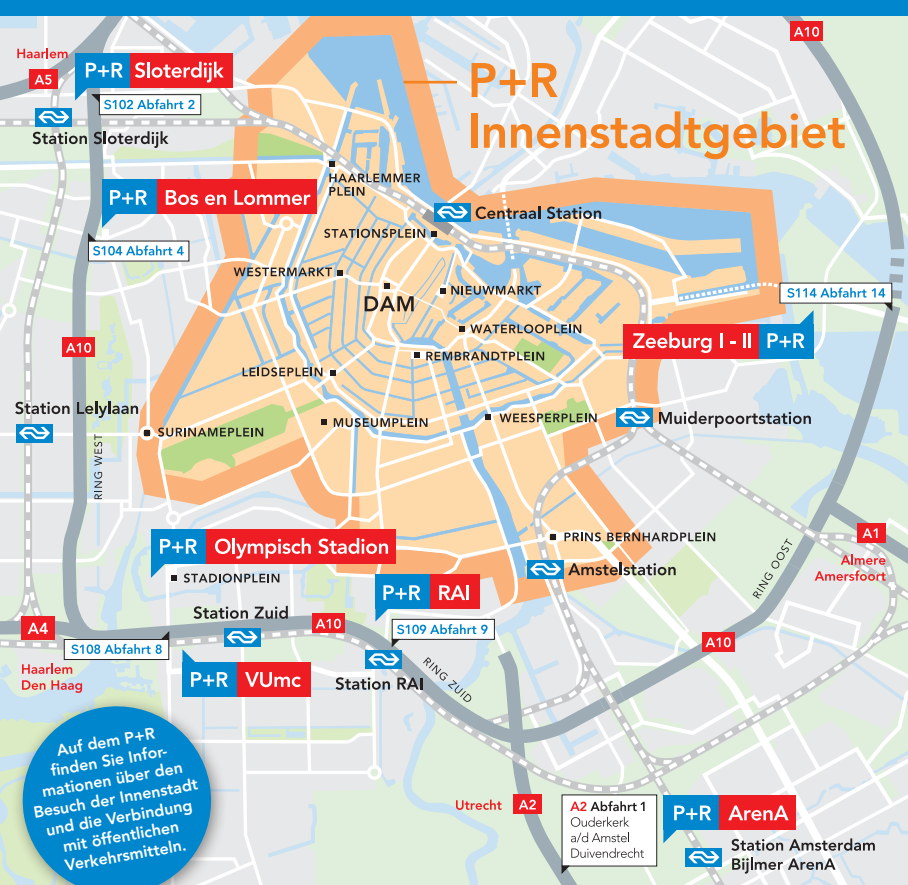 A10
Haarlem
A5
P+R Sloterdijk
S102 Abfahrt 2
Station Sloterdijk
P+R
Innenstadtgebiet
HAARLEMMER
PLEIN
P+R Bos en Lommer
Centraal Station
STATIONSPLEIN
S104 Abfahrt 4
WESTERMARKT
NIEUWMARKT
DAM
S114 Abfahrt 14
WATERLOOPLEIN
Zeeburg I - II P+R
A10
REMBRANDTPLEIN
LEIDSEPLEIN
Station Lelylaan
MUSEUMPLEIN
WEESPERPLEIN
Muiderpoortstation
SURINAMEPLEIN
RING WEST
P+R Olympisch Stadion
PRINS BERNHARDPLEIN
A1
Almere
Amersfoort
STADIONPLEIN
Amstelstation
RING OOST
P+R RAI
Station Zuid
A4
A10
S109 Abfahrt 9
S108 Abfahrt 8
A10
Haarlem
Den Haag
P+R VUmc
Station RAI
RING ZUID
Auf dem P+R
finden Sie Infor-
mationen über den
Besuch der Innenstadt
und die Verbindung
mit öffentlichen
Verkehrsmitteln.
Utrecht A2
A2 Abfahrt 1
Ouderkerk
a/d Amstel
Duivendrecht
P+R ArenA
Station Amsterdam
Bijlmer ArenA